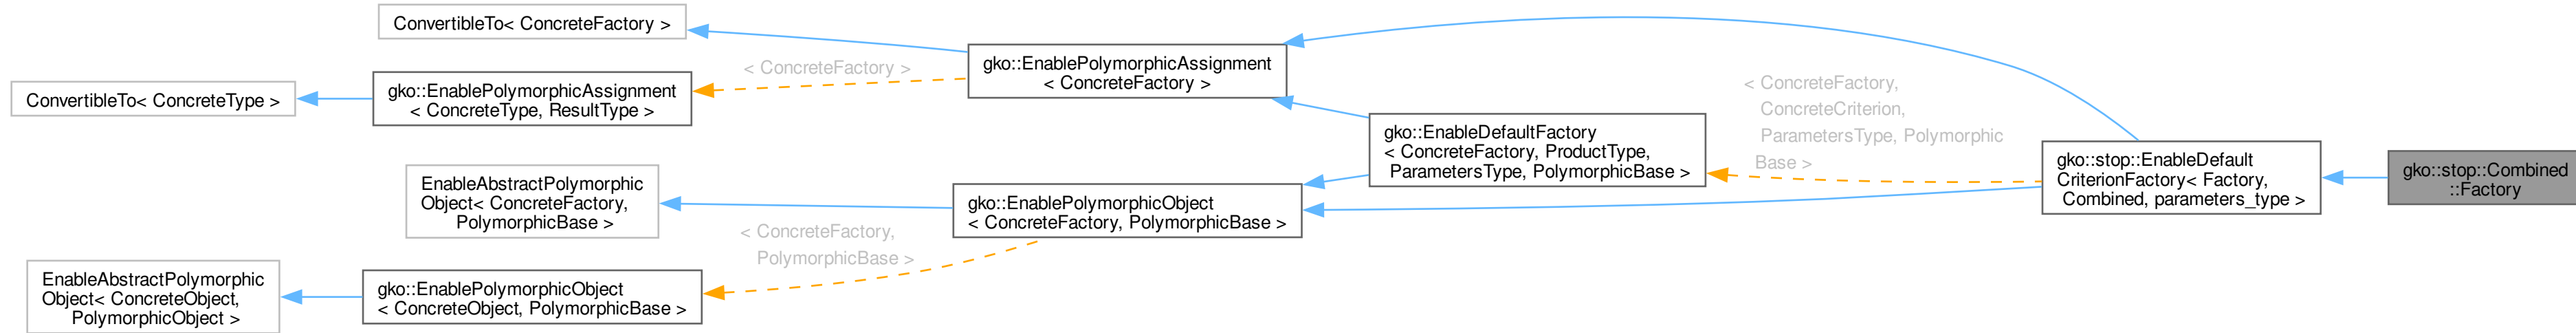 ConvertibleTo< ConcreteFactory >
ConvertibleTo< ConcreteType >
gko::EnablePolymorphicAssignment
< ConcreteType, ResultType >
< ConcreteFactory >
gko::EnablePolymorphicAssignment
< ConcreteFactory >
EnableAbstractPolymorphic
Object< ConcreteFactory,
PolymorphicBase >
EnableAbstractPolymorphic
Object< ConcreteObject,
PolymorphicObject >
gko::EnablePolymorphicObject
< ConcreteObject, PolymorphicBase >
< ConcreteFactory,
PolymorphicBase >
gko::EnablePolymorphicObject
< ConcreteFactory, PolymorphicBase >
gko::EnableDefaultFactory
< ConcreteFactory, ProductType,
ParametersType, PolymorphicBase >
< ConcreteFactory,
ConcreteCriterion,
ParametersType, Polymorphic
Base >
gko::stop::EnableDefault
CriterionFactory< Factory,
Combined, parameters_type >
gko::stop::Combined
::Factory